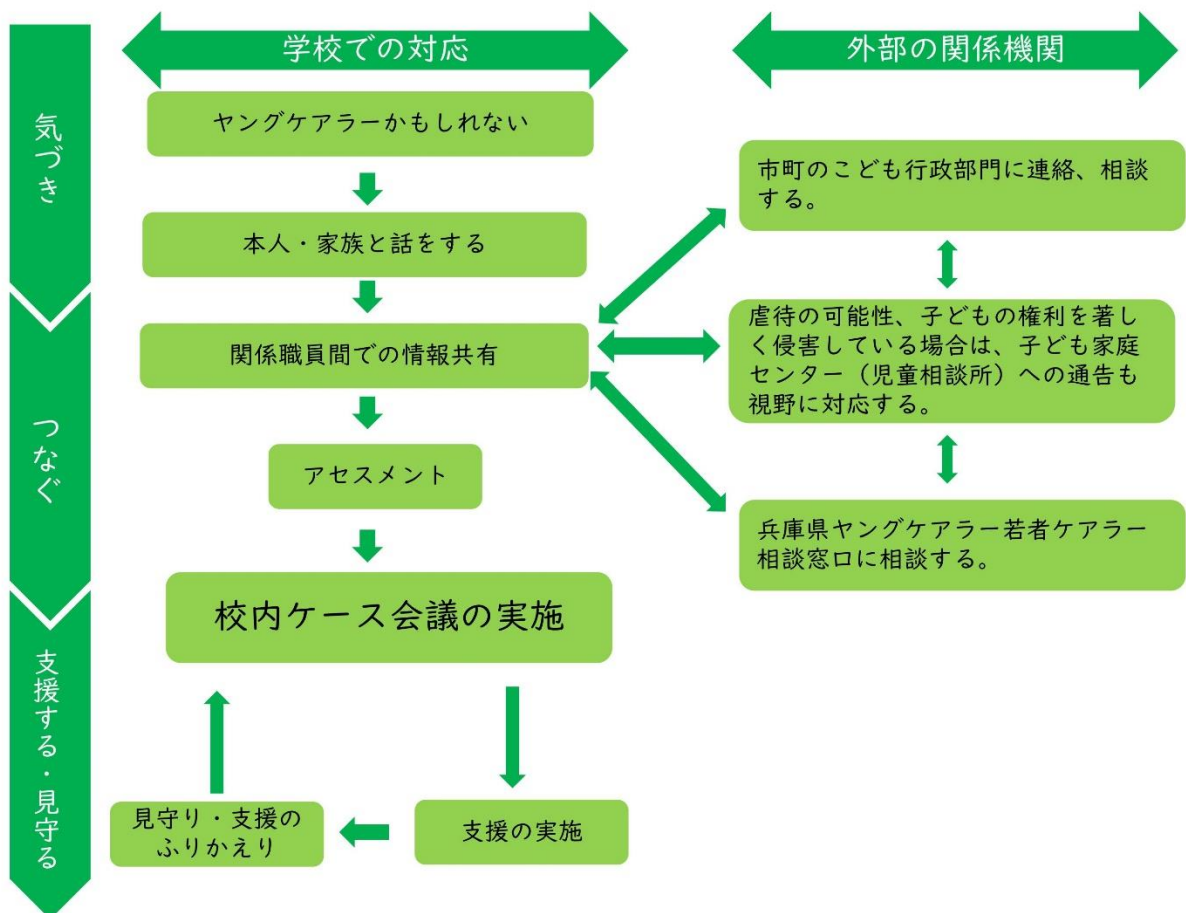 学校での対応
外部の関係機関
気づき
つなぐ
支援する・見守る
ヤングケアラーかもしれない
本人・家族と話をする
関係職員間での情報共有
アセスメント
校内ケース会議の実施
見守り・支援の
ふりかえり
支援の実施
市町のこども行政部門に連絡、相談
する。
虐待の可能性、子どもの権利を著し
く侵害している場合は、子ども家庭
センター（児童相談所）への通告も
視野に対応する。
兵庫県ヤングケアラー若者ケアラー
相談窓口に相談する。